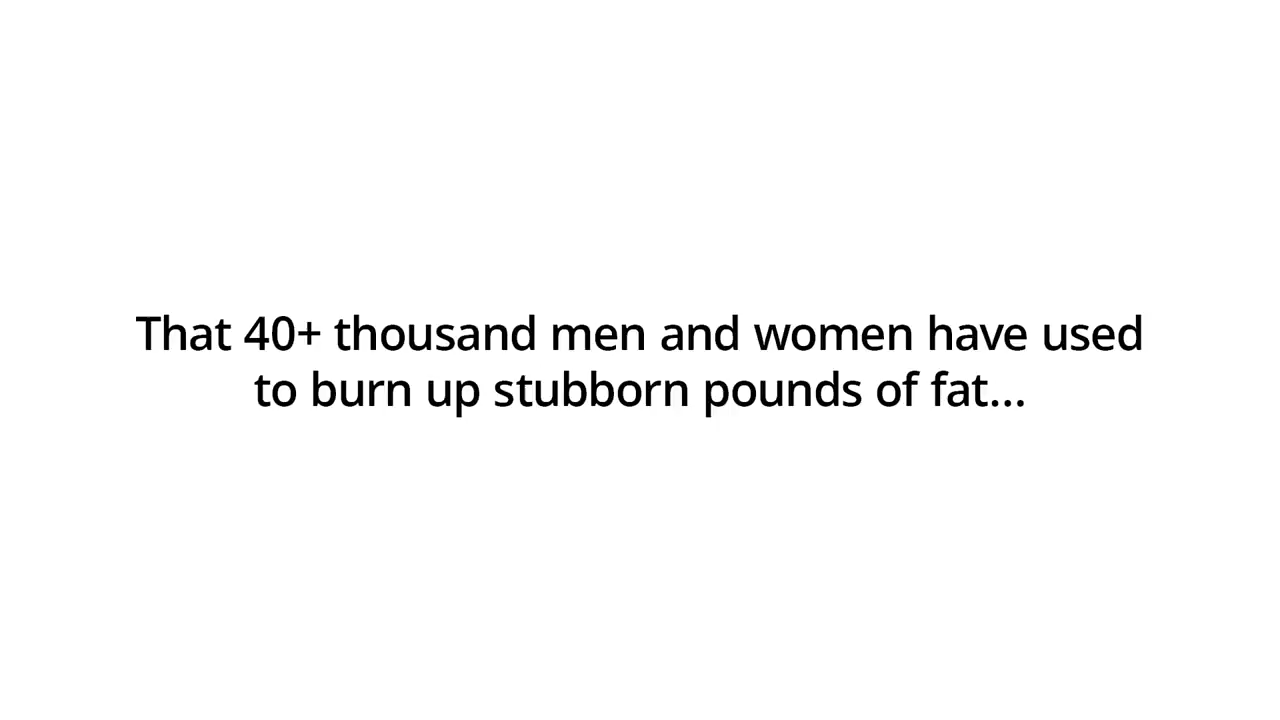 That 40+ thousand men and women have used
to burn up stubborn pounds of fat...